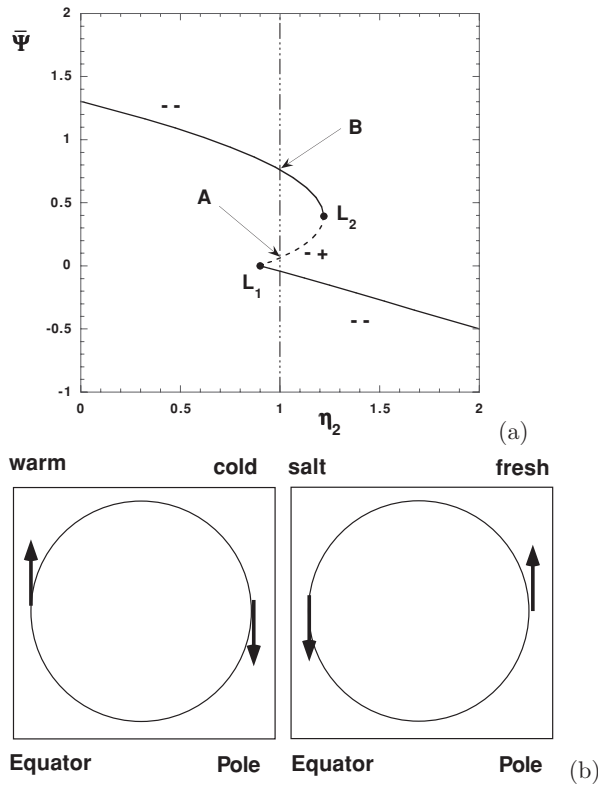 2
Ψ̄
1.5
- -
1
B
A
0.5
L2
- +
0
L1
- -
-0.5
-1
0 0.5 1 1.5 2
η2
(a)
warm cold salt fresh
Equator Pole Equator Pole (b)